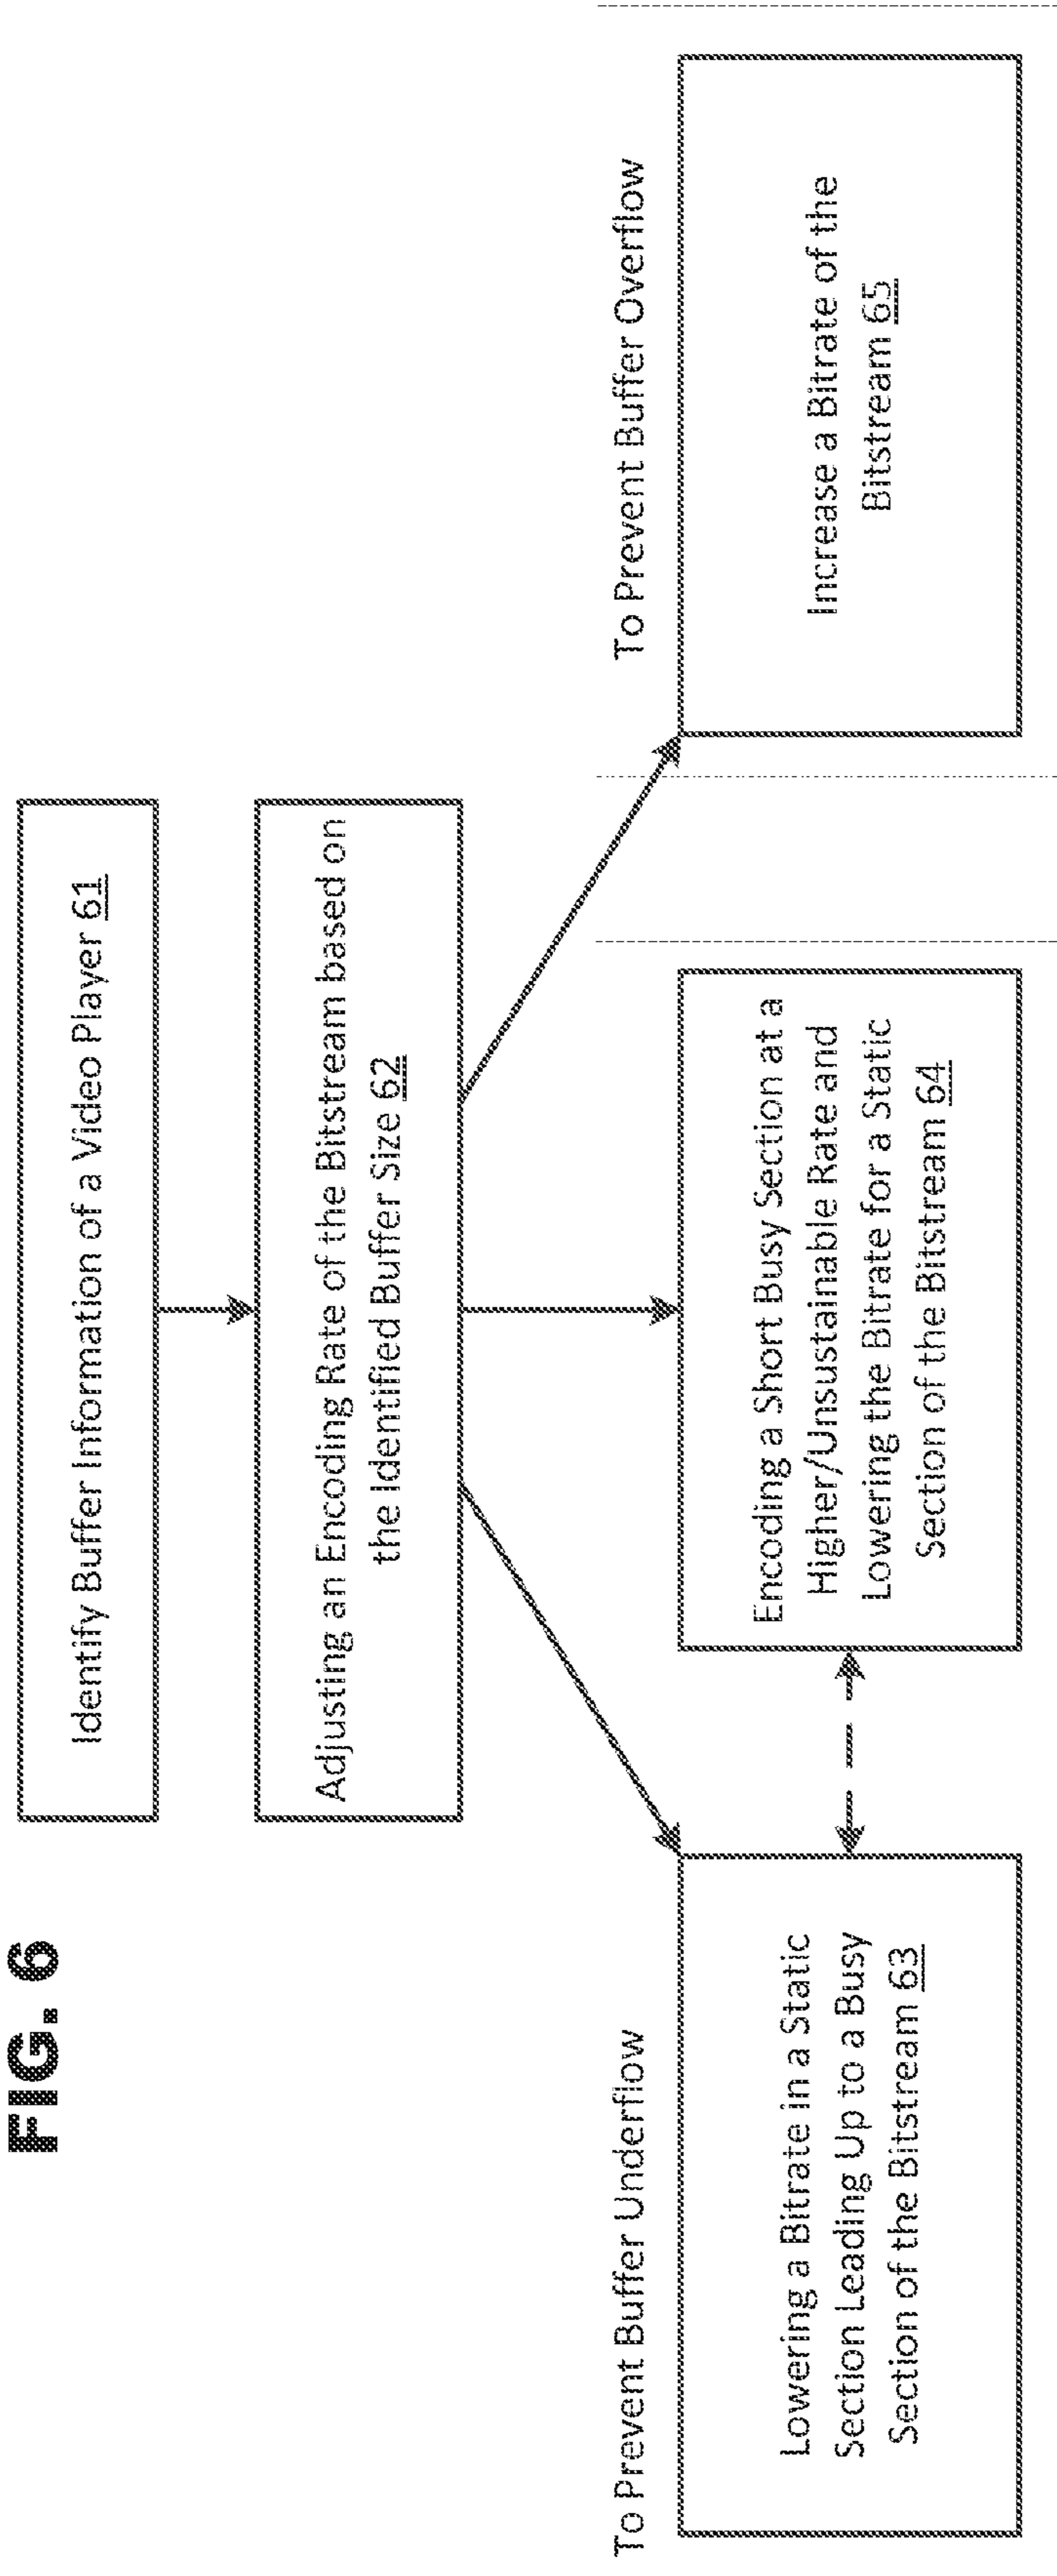 FIG. 6
Identify Buffer Information of a Video Player 61
Adjusting an Encoding Rate of the Bitstream based on
the Identified Buffer Size 62
To Prevent Buffer Underflow
Lowering a Bitrate in a Static
Section Leading Up to a Busy
Section of the Bitstream 63
Encoding a Short Busy Section at a
Higher/Unsustainable Rate and
Lowering the Bitrate for a Static
Section of the Bitstream 64
To Prevent Buffer Overflow
Increase a Bitrate of the
Bitstream 65